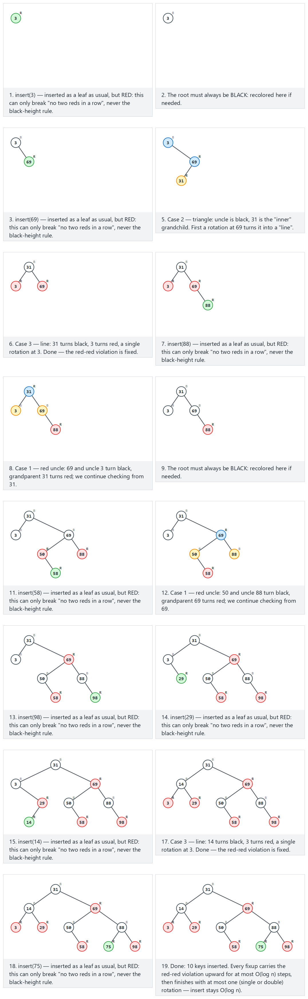 R
3
1. insert(3) — inserted as a leaf as usual, but RED: this
can only break "no two reds in a row", never the
black-height rule.
B
3
2. The root must always be BLACK: recolored here if
needed.
B
3
R
69
3. insert(69) — inserted as a leaf as usual, but RED:
this can only break "no two reds in a row", never the
black-height rule.
B
3
R
69
R
31
5. Case 2 — triangle: uncle is black, 31 is the "inner"
grandchild. First a rotation at 69 turns it into a "line".
B
31
R R
3 69
6. Case 3 — line: 31 turns black, 3 turns red, a single
rotation at 3. Done — the red-red violation is fixed.
B
31
R R
3 69
R
88
7. insert(88) — inserted as a leaf as usual, but RED:
this can only break "no two reds in a row", never the
black-height rule.
R
31
B B
3 69
R
88
8. Case 1 — red uncle: 69 and uncle 3 turn black,
grandparent 31 turns red; we continue checking from
31.
B
31
B B
3 69
R
88
9. The root must always be BLACK: recolored here if
needed.
B
31
B B
3 69
R R
50 88
R
58
11. insert(58) — inserted as a leaf as usual, but RED:
this can only break "no two reds in a row", never the
black-height rule.
B
31
B R
3 69
B B
50 88
R
58
12. Case 1 — red uncle: 50 and uncle 88 turn black,
grandparent 69 turns red; we continue checking from
69.
B
31
B R
3 69
B B
50 88
R R
58 98
13. insert(98) — inserted as a leaf as usual, but RED:
this can only break "no two reds in a row", never the
black-height rule.
B
31
B R
3 69
R B B
29 50 88
R R
58 98
14. insert(29) — inserted as a leaf as usual, but RED:
this can only break "no two reds in a row", never the
black-height rule.
B
31
B R
3 69
R B B
29 50 88
R R R
14 58 98
15. insert(14) — inserted as a leaf as usual, but RED:
this can only break "no two reds in a row", never the
black-height rule.
B
31
B R
14 69
R R B B
3 29 50 88
R R
58 98
17. Case 3 — line: 14 turns black, 3 turns red, a single
rotation at 3. Done — the red-red violation is fixed.
B
31
B R
14 69
R R B B
3 29 50 88
R R R
58 75 98
18. insert(75) — inserted as a leaf as usual, but RED:
this can only break "no two reds in a row", never the
black-height rule.
B
31
B R
14 69
R R B B
3 29 50 88
R R R
58 75 98
19. Done: 10 keys inserted. Every fixup carries the
red-red violation upward for at most O(log n) steps,
then finishes with at most one (single or double)
rotation — insert stays O(log n).